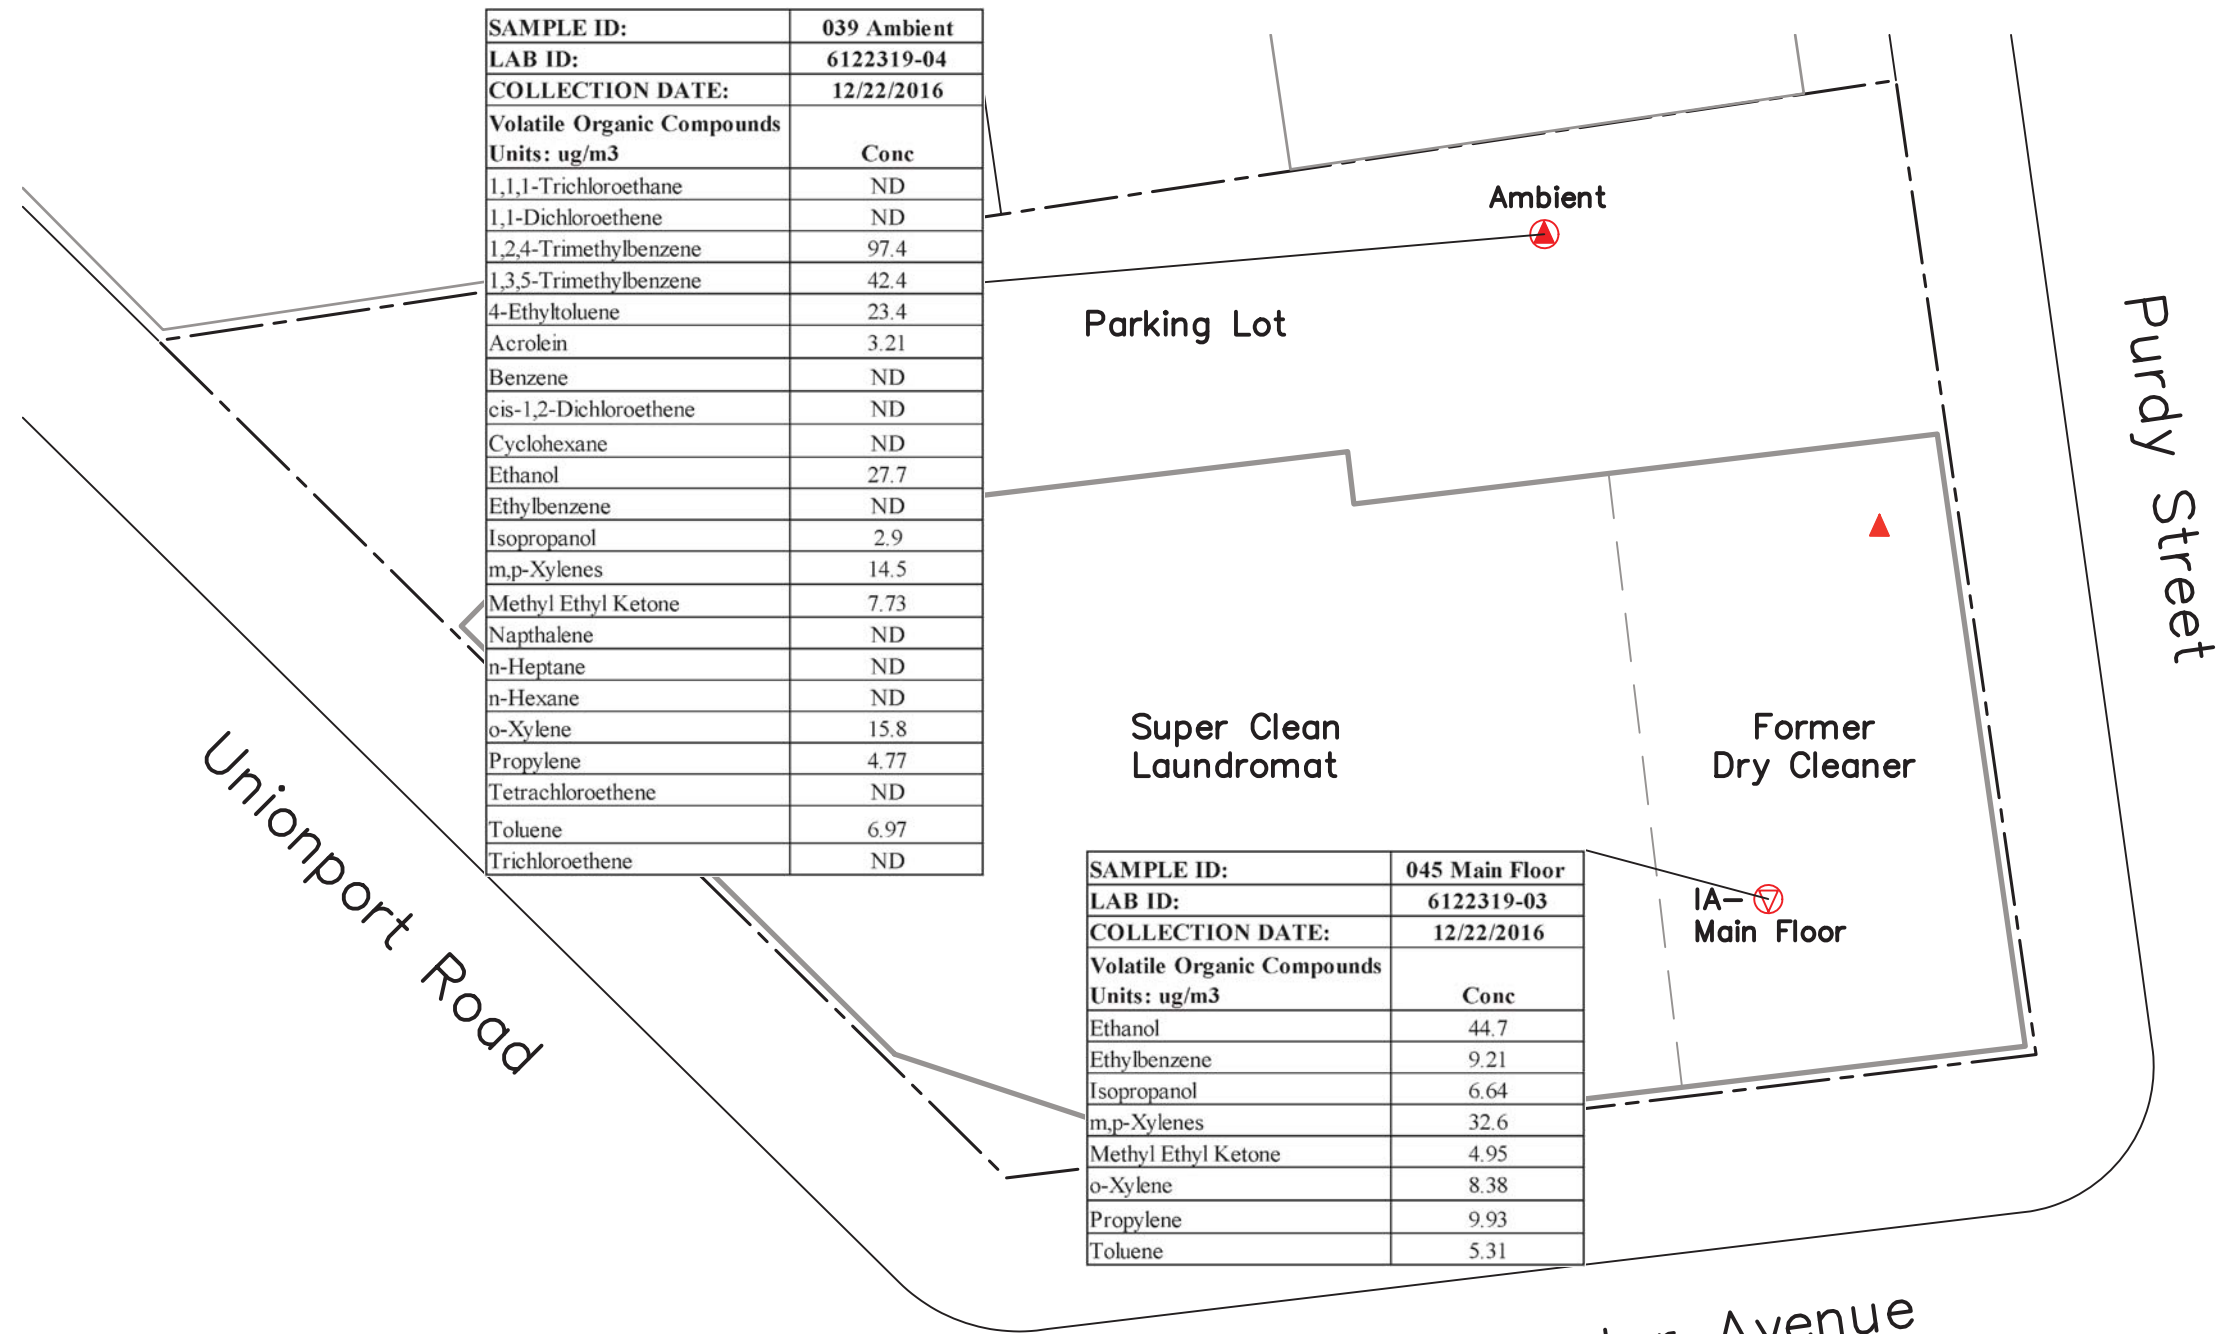 SAMPLE ID: 039 Ambient
LAB ID: 6122319-04
COLLECTION DATE: 12/22/2016
Volatile Organic Compounds
Units: ug/m3 Conc
1,1,1-Trichloroethane ND
1,1-Dichloroethene ND
1,2,4-Trimethylbenzene 97.4
1,3,5-Trimethylbenzene 42.4
4-Ethyltoluene 23.4
Acrolein 3.21
Benzene ND
cis-1,2-Dichloroethene ND
Cyclohexane ND
Ethanol 27.7
Ethylbenzene ND
Isopropanol 2.9
m,p-Xylenes 14.5
Methyl Ethyl Ketone 7.73
Napthalene ND
n-Heptane ND
n-Hexane ND
o-Xylene 15.8
Propylene 4.77
Tetrachloroethene ND
Toluene 6.97
Trichloroethene ND
Ambient
Parking Lot
Purdy Street
Super Clean
Laundromat
Former
Dry Cleaner
Unionport Road
IA-
Main Floor
SAMPLE ID: 045 Main Floor
LAB ID: 6122319-03
COLLECTION DATE: 12/22/2016
Volatile Organic Compounds
Units: ug/m3 Conc
Ethanol 44.7
Ethylbenzene 9.21
Isopropanol 6.64
m,p-Xylenes 32.6
Methyl Ethyl Ketone 4.95
o-Xylene 8.38
Propylene 9.93
Toluene 5.31
Avenue